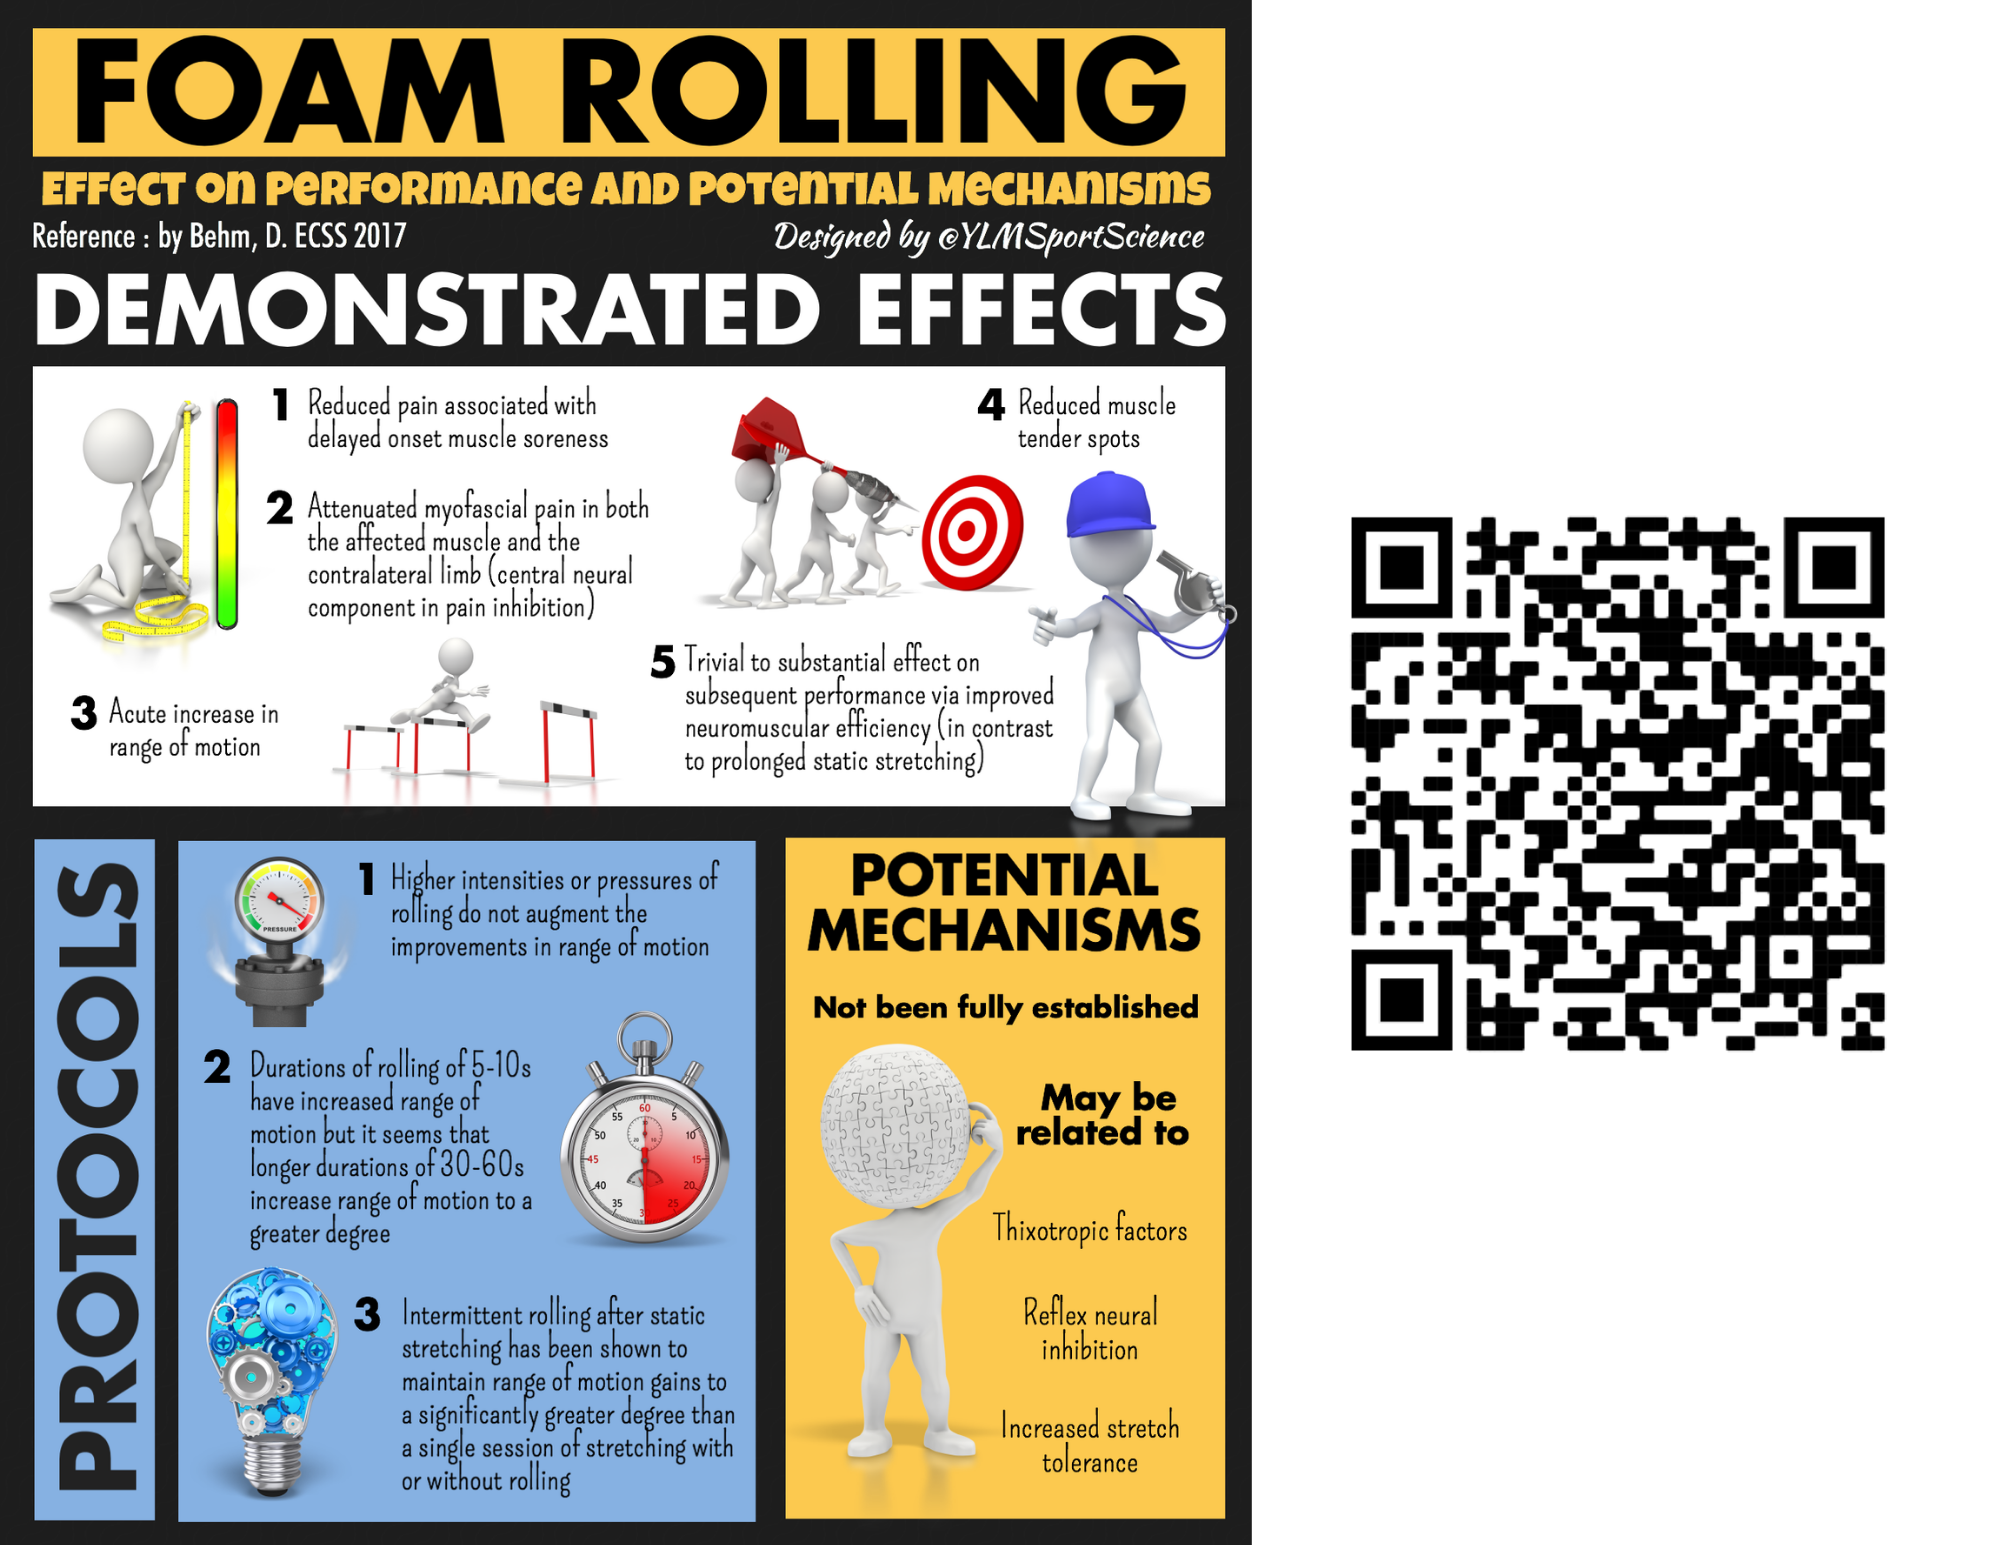 FOAM ROLLING
Effect on Performance and Potential Mechanisms
Reference : by Behm, D. ECSS 2017
Designed by @YLMSportScience
DEMONSTRATED EFFECTS
1 Reduced pain associated with
delayed onset muscle soreness
2 Attenuated myofascial pain in both
the affected muscle and the
contralateral limb (central neural
component in pain inhibition)
3 Acute increase in
range of motion
4 Reduced muscle
tender spots
5 Trivial to substantial effect on
subsequent performance via improved
neuromuscular efficiency (in contrast
to prolonged static stretching)
PROTOCOLS
PRESSURE
1 Higher intensities or pressures of
rolling do not augment the
improvements in range of motion
2 Durations of rolling of 5-10s
have increased range of
motion but it seems that
longer durations of 30-60s
increase range of motion to a
greater degree
60
55 5
50 10
45 15
40 20
35 25
3 Intermittent rolling after static
stretching has been shown to
maintain range of motion gains to
a significantly greater degree than
a single session of stretching with
or without rolling
POTENTIAL
MECHANISMS
Not been fully established
May be
related to
Thixotropic factors
Reflex neural
inhibition
Increased stretch
tolerance